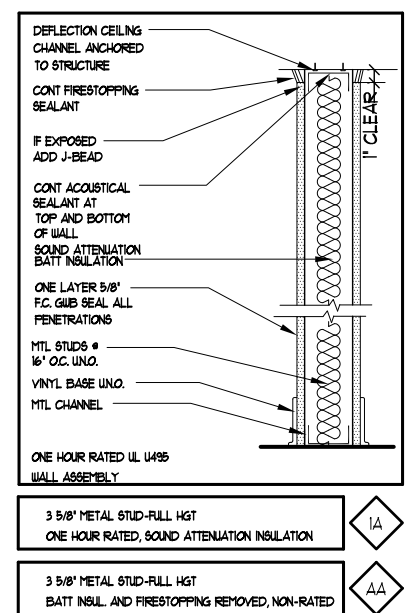 DEFLECTION CEILING
CHANNEL ANCHORED
TO STRUCTURE
CONT FIRESTOPPING
SEALANT
IF EXPOSED
ADD J-BEAD
1" CLEAR
CONT ACOUSTICAL
SEALANT AT
TOP AND BOTTOM
OF WALL
SOUND ATTENUATION
BATT INSULATION
ONE LAYER 5/8"
F.C. GWB SEAL ALL
PENETRATIONS
MTL STUDS @
16" O.C. U.N.O.
VINYL BASE U.N.O.
MTL CHANNEL
ONE HOUR RATED UL U495
WALL ASSEMBLY
3 5/8" METAL STUD-FULL HGT
ONE HOUR RATED, SOUND ATTENUATION INSULATION
1A
3 5/8" METAL STUD-FULL HGT
BATT INSUL. AND FIRESTOPPING REMOVED, NON-RATED
AA